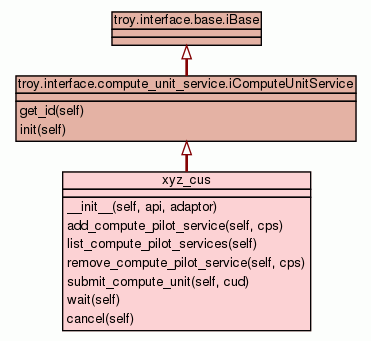 troy.interface.base.iBase
troy.interface.compute_unit_service.iComputeUnitService
get_id(self)
init(self)
xyz_cus
__init__(self, api, adaptor)
add_compute_pilot_service(self, cps)
list_compute_pilot_services(self)
remove_compute_pilot_service(self, cps)
submit_compute_unit(self, cud)
wait(self)
cancel(self)